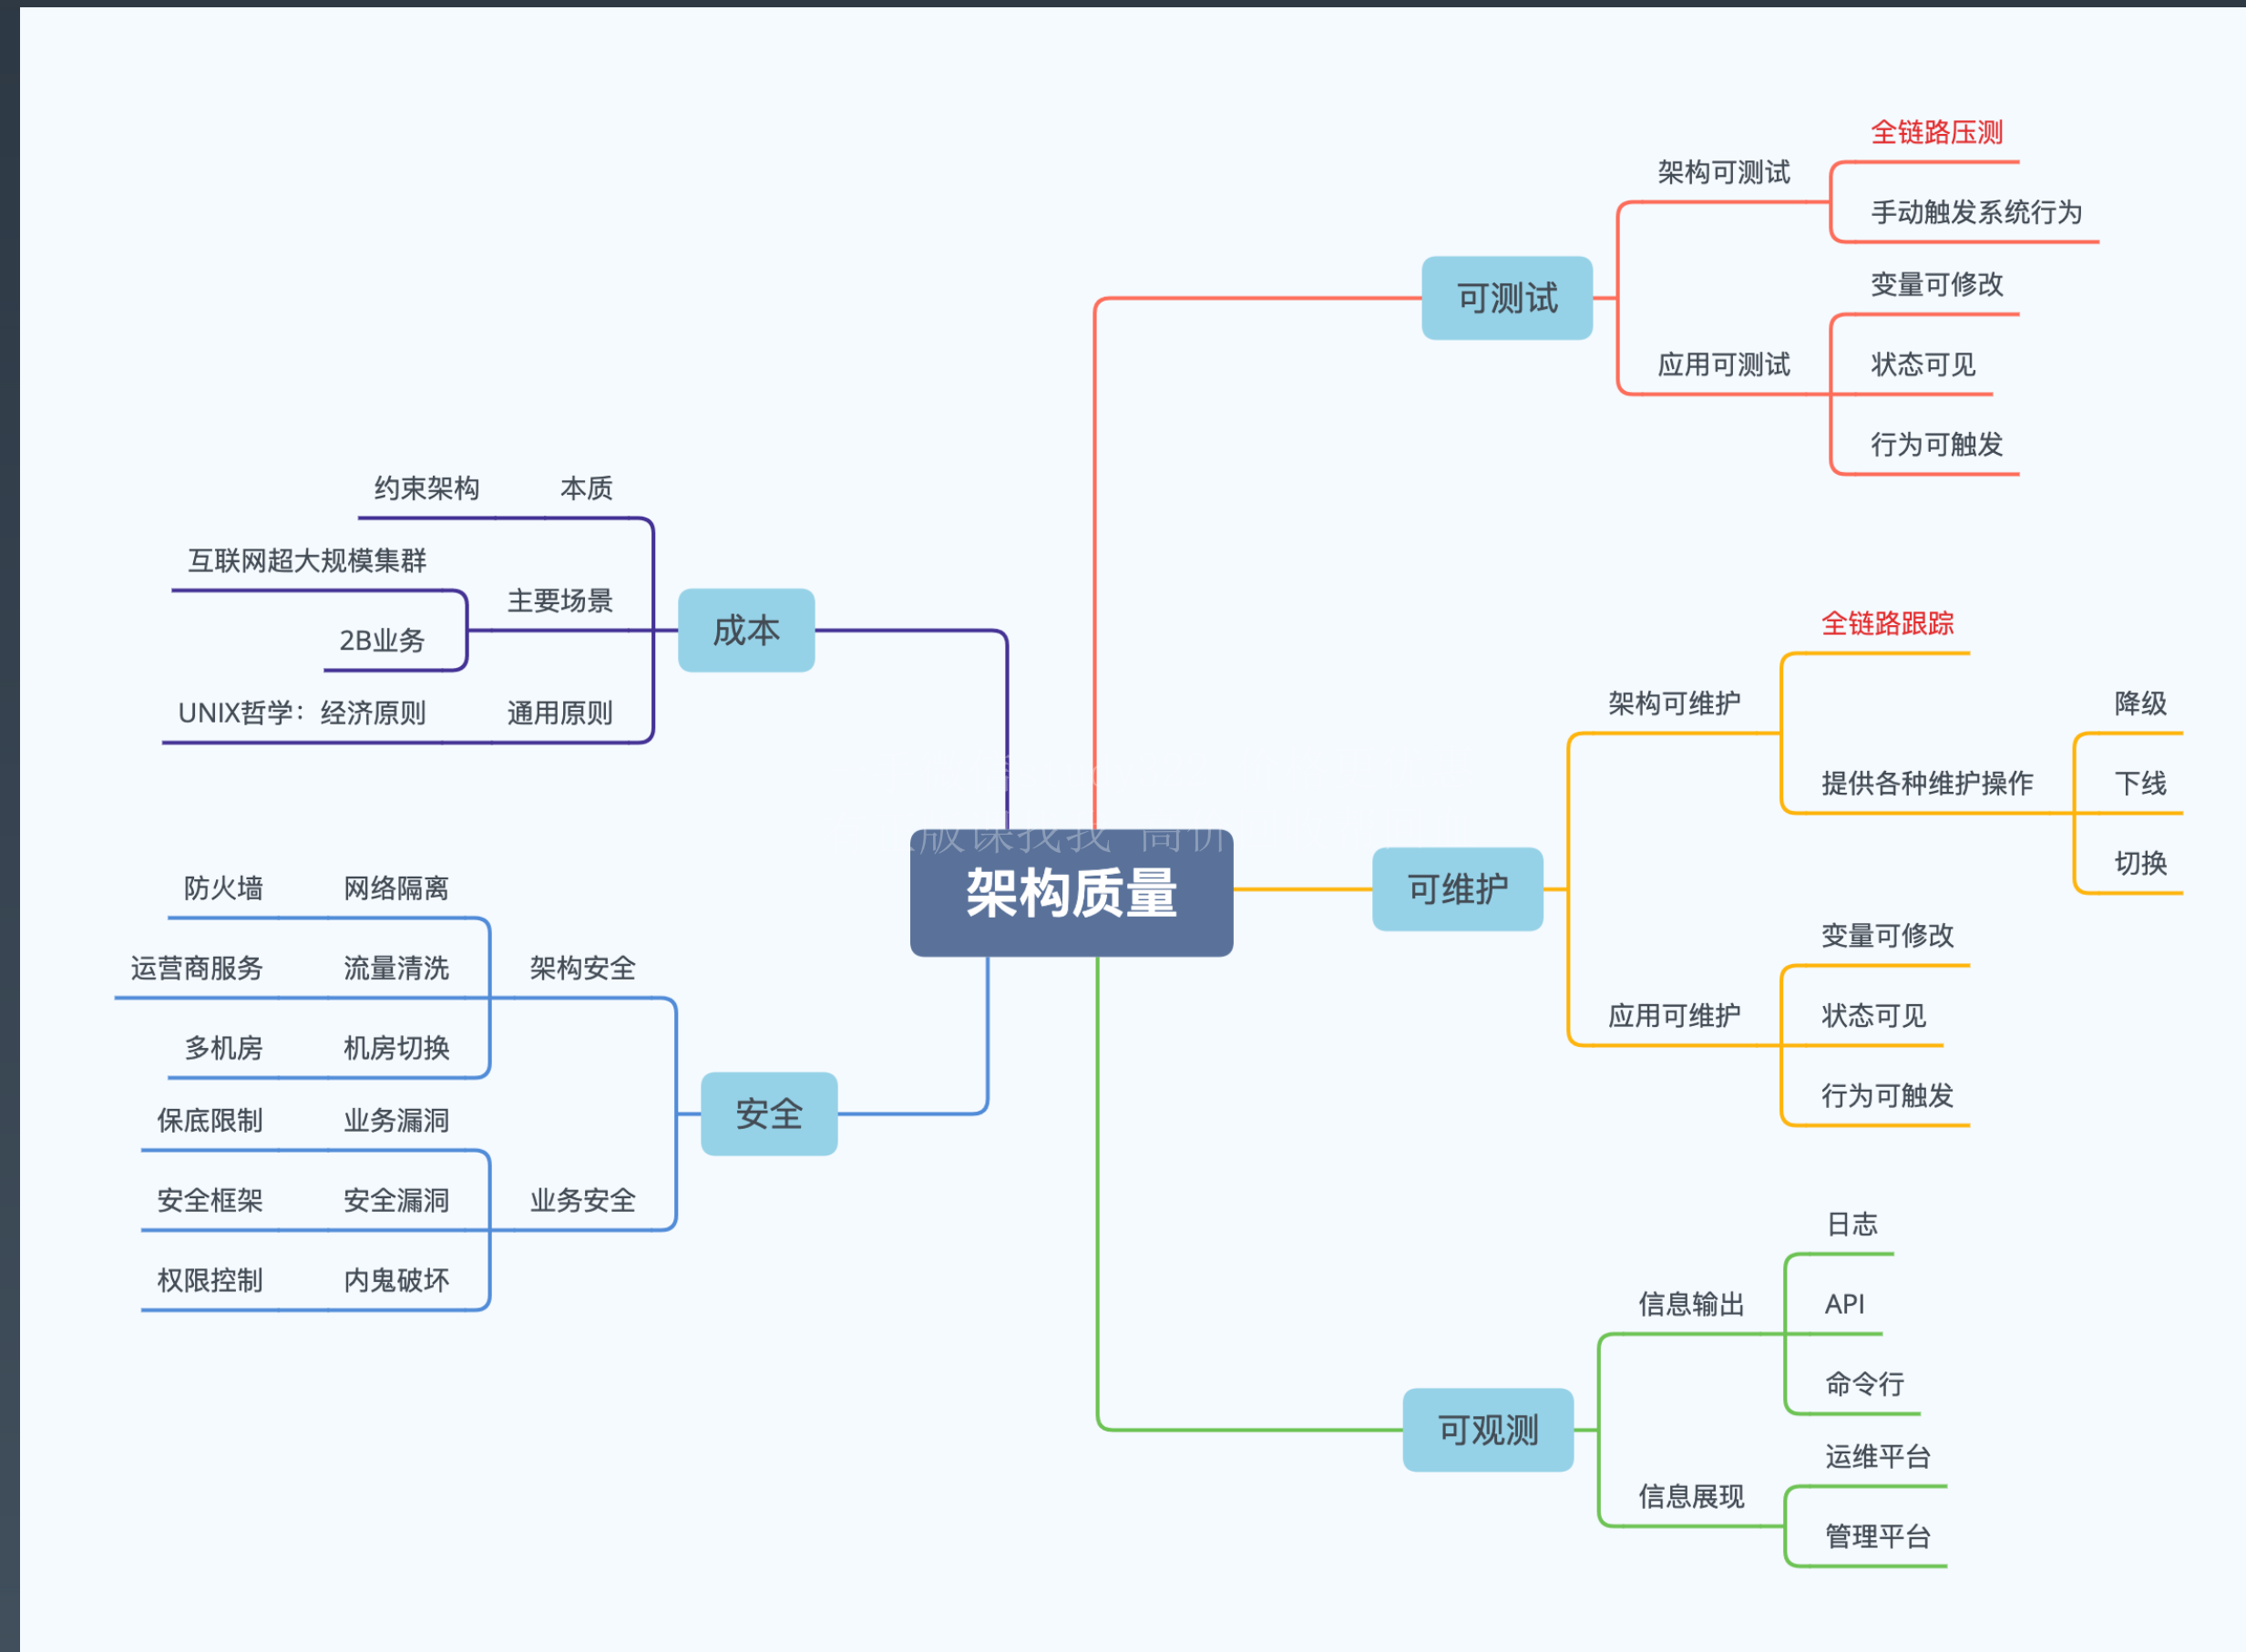 架构质量
可测试
架构可测试
全链路压测
手动触发系统行为
应用可测试
变量可修改
状态可见
行为可触发
可维护
架构可维护
全链路跟踪
提供各种维护操作
降级
下线
切换
应用可维护
变量可修改
状态可见
行为可触发
可观测
信息输出
日志
API
命令行
信息展现
运维平台
管理平台
成本
本质
约束架构
主要场景
互联网超大规模集群
2B业务
通用原则
UNIX哲学：经济原则
安全
架构安全
网络隔离
防火墙
流量清洗
运营商服务
机房切换
多机房
业务安全
业务漏洞
保底限制
安全漏洞
安全框架
内鬼破坏
权限控制
版课找我 高价